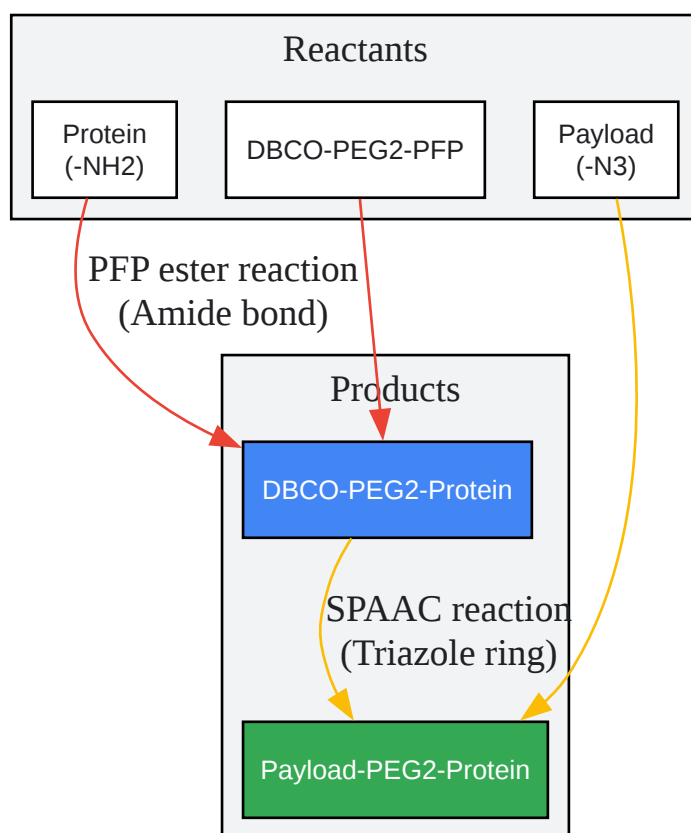 Reactants
Protein
(-NH2)
DBCO-PEG2-PFP
Payload
(-N3)
PFP ester reaction
(Amide bond)
Products
DBCO-PEG2-Protein
SPAAC reaction
(Triazole ring)
Payload-PEG2-Protein